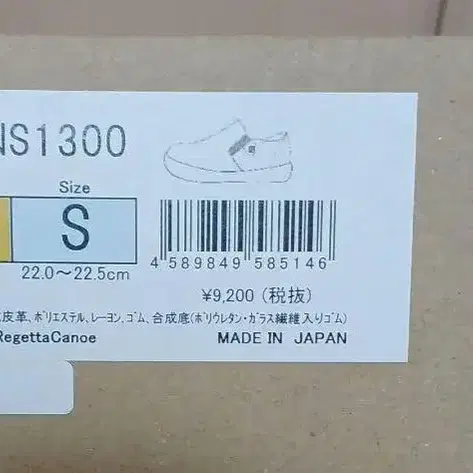 NS1300
Size
S
22.0～22.5cm
4 589849 585146
¥9,200 (税抜)
皮革、ポリエステル、レーヨン、ゴム、合成底(ポリウレタン・ガラス繊維入りゴム)
RegettaCanoe
MADE IN JAPAN